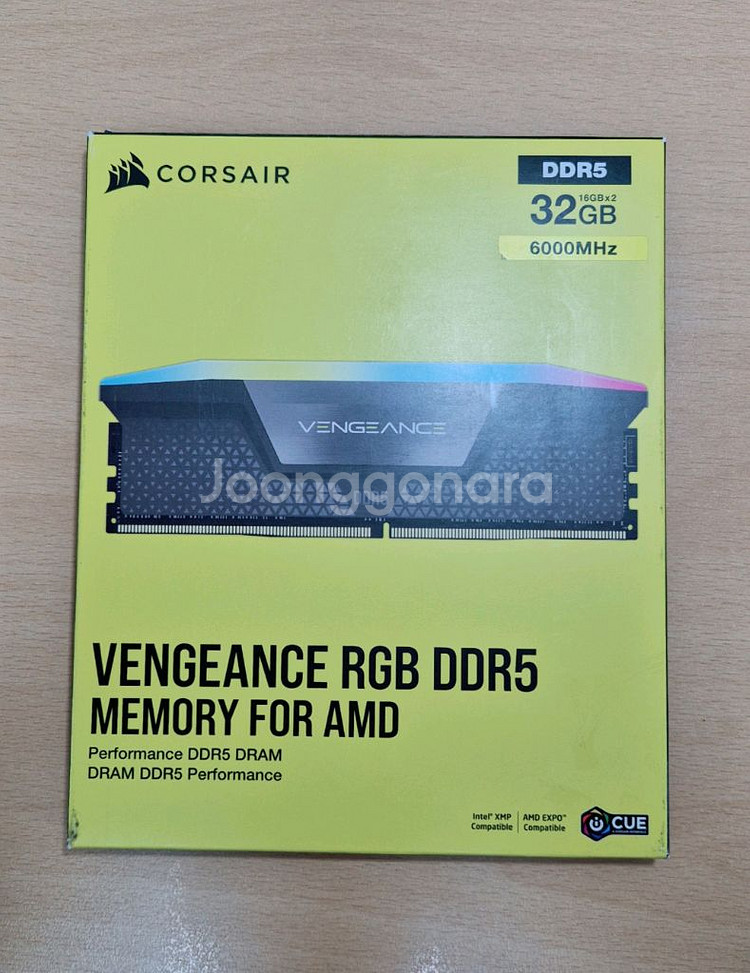 CORSAIR
DDR5
32GB 16GBx2
6000MHz
VENGEANCE
DDR5
Joonggonara
VENGEANCE RGB DDR5
MEMORY FOR AMD
Performance DDR5 DRAM
DRAM DDR5 Performance
Intel® XMP
Compatible
AMD EXPO™
Compatible
iCUE